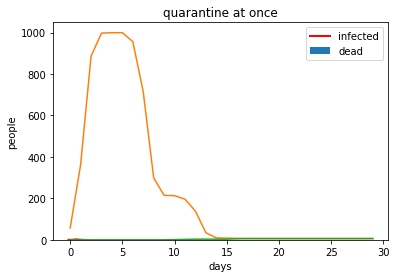 quarantine at once
infected
dead
1000
800
600
400
200
0
people
0 5 10 15 20 25 30
days